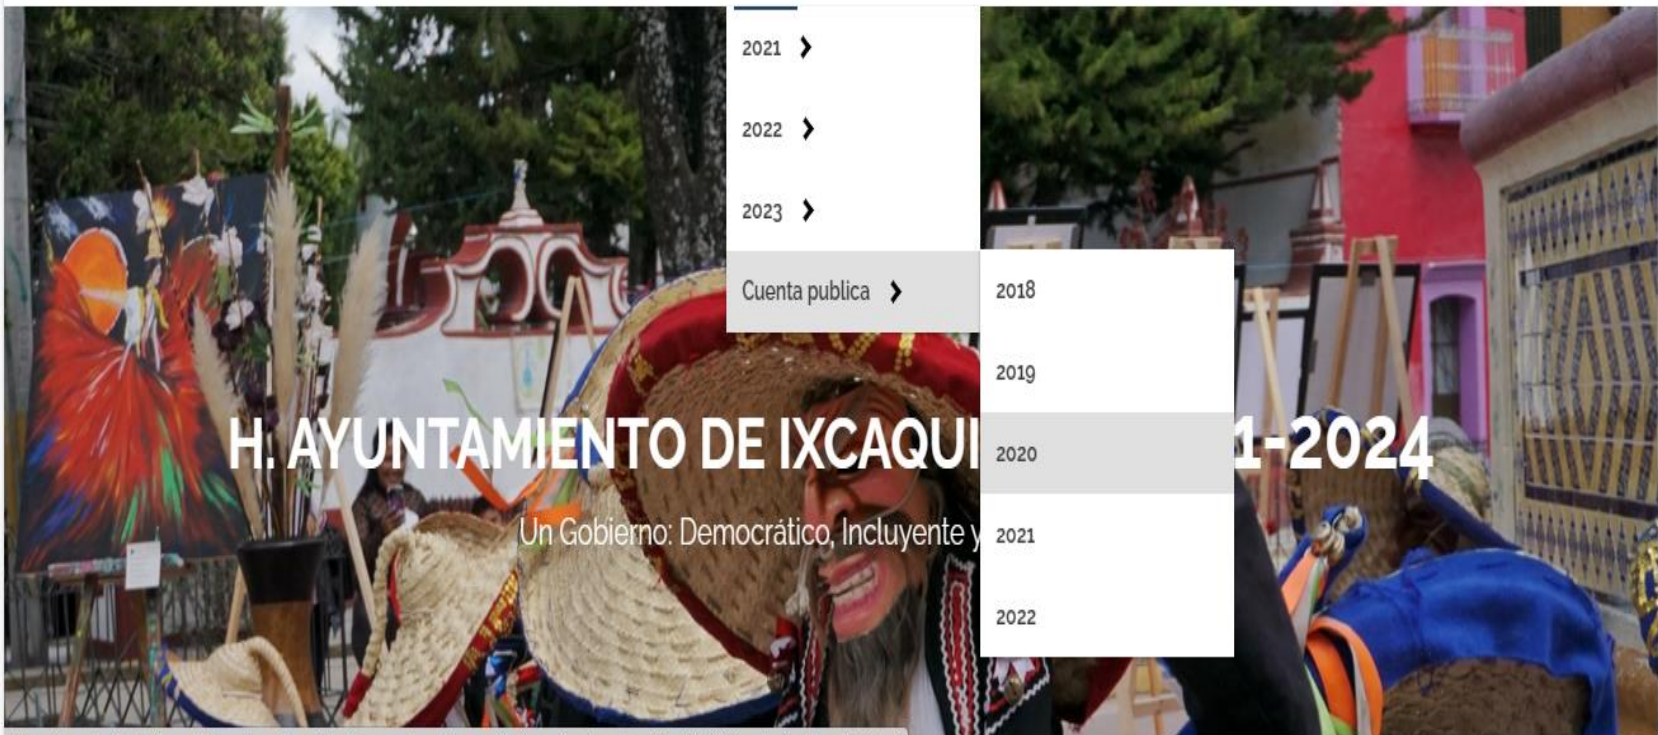 2021
2022
2023
Cuenta publica
2018
2019
2020
2021
2022
H. AYUNTAMIENTO DE IXCAQUI 1-2024
Un Gobierno: Democrático, Incluyente y